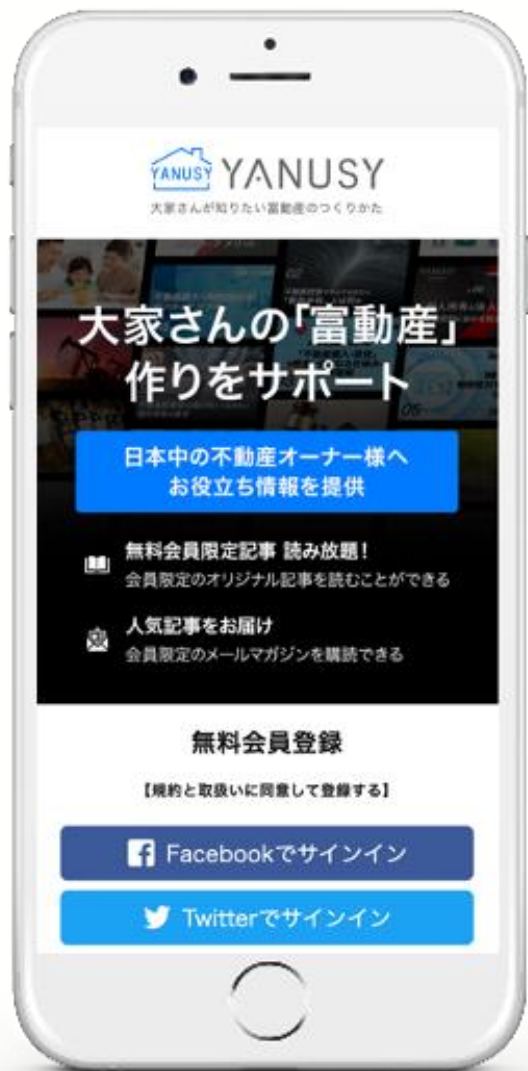 YANUSY YANUSY
大家さんが知りたい富動産のつくりかた
大家さんの「富動産」
作りをサポート
日本中の不動産オーナー様へ
お役立ち情報を提供
無料会員限定記事 読み放題！
会員限定のオリジナル記事を読むことができる
人気記事をお届け
会員限定のメールマガジンを購読できる
無料会員登録
【規約と取扱いに同意して登録する】
Facebookでサインイン
Twitterでサインイン